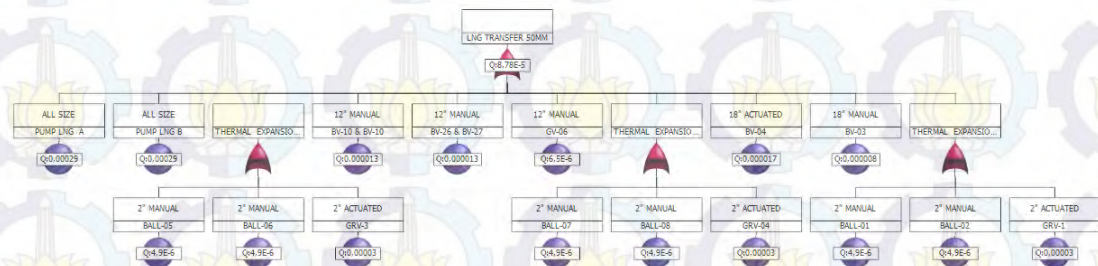 LNG TRANSFER 50MM
Q:8.78E-5
ALL SIZE
PUMP LNG A
Q:0.00029
ALL SIZE
PUMP LNG B
Q:0.00029
THERMAL EXPANSIO...
12" MANUAL
BV-10 & BV-10
Q:0.000013
12" MANUAL
BV-26 & BV-27
Q:0.000013
12" MANUAL
GV-06
Q:6.5E-6
THERMAL EXPANSIO...
18" ACTUATED
BV-04
Q:0.000017
18" MANUAL
BV-03
Q:0.000008
THERMAL EXPANSIO...
2" MANUAL
BALL-05
Q:4.9E-6
2" MANUAL
BALL-06
Q:4.9E-6
2" ACTUATED
GRV-3
Q:0.00003
2" MANUAL
BALL-07
Q:4.9E-6
2" MANUAL
BALL-08
Q:4.9E-6
2" ACTUATED
GRV-04
Q:0.00003
2" MANUAL
BALL-01
Q:4.9E-6
2" MANUAL
BALL-02
Q:4.9E-6
2" ACTUATED
GRV-1
Q:0.00003